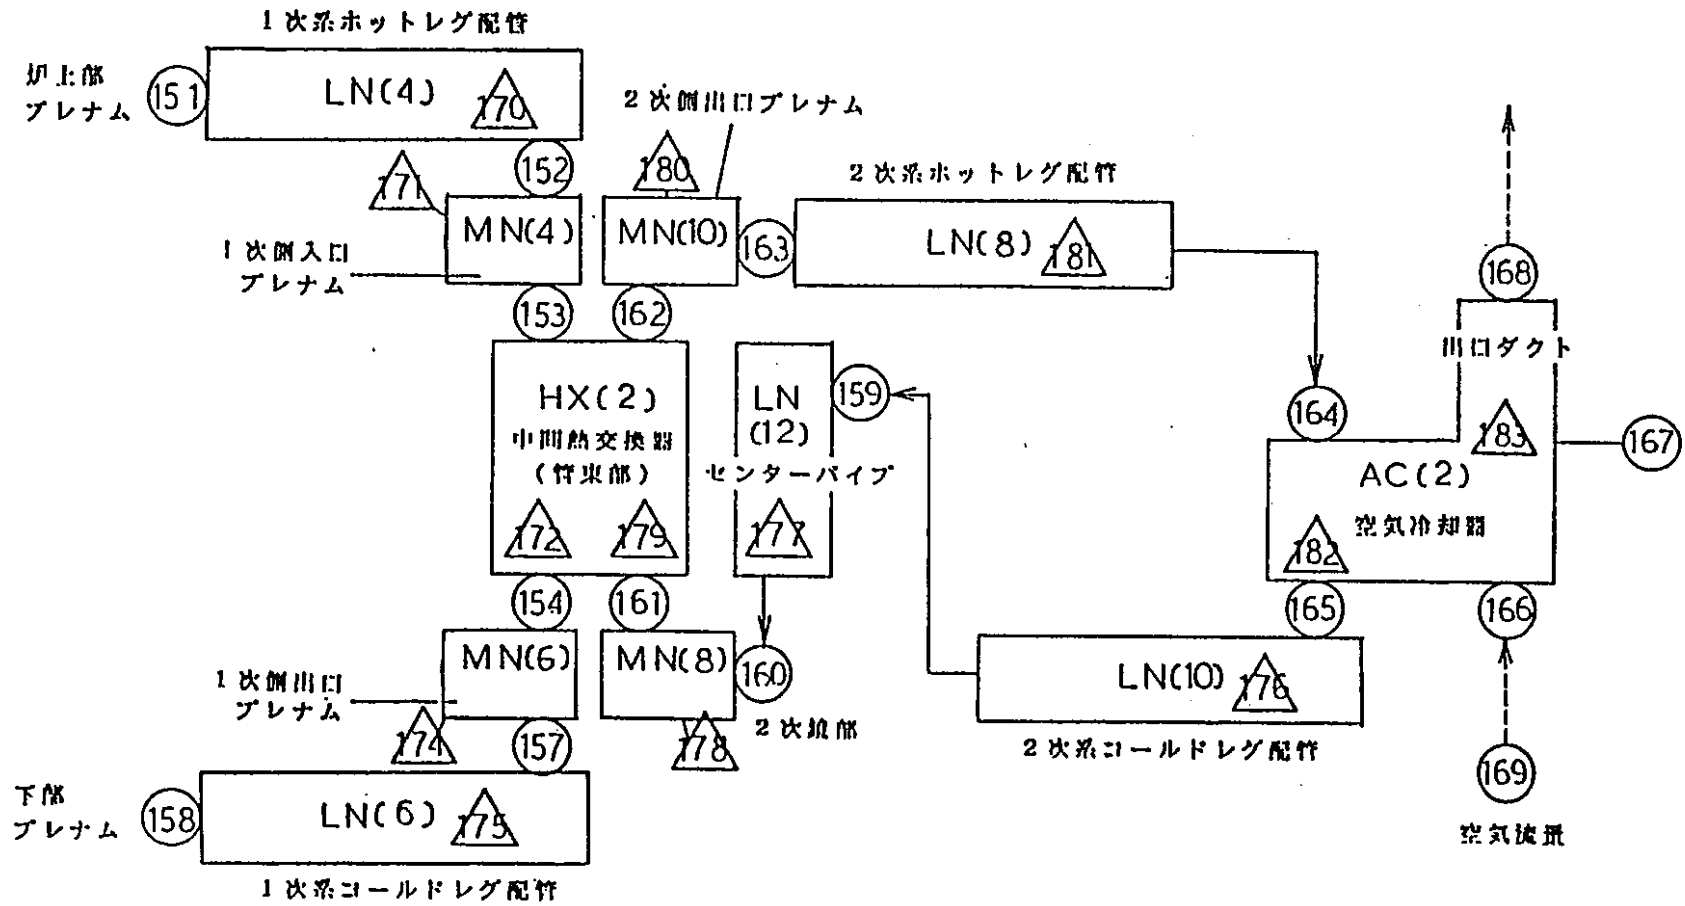 1次系ホットレグ配管
炉上部
プレナム
151
LN(4)
170
2次側出口プレナム
152
171
180
2次系ホットレグ配管
MN(4)
MN(10)
163
LN(8)
181
1次側入口
プレナム
168
153
162
出口ダクト
HX(2)
中間熱交換器
(管束部)
172
179
LN
(12)
センターパイプ
177
159
164
183
167
AC(2)
空気冷却器
182
154
161
165
166
MN(6)
MN(8)
160
LN(10)
176
1次側出口
プレナム
174
157
178
2次鏡部
2次系コールドレグ配管
169
空気流量
下部
プレナム
158
LN(6)
175
1次系コールドレグ配管